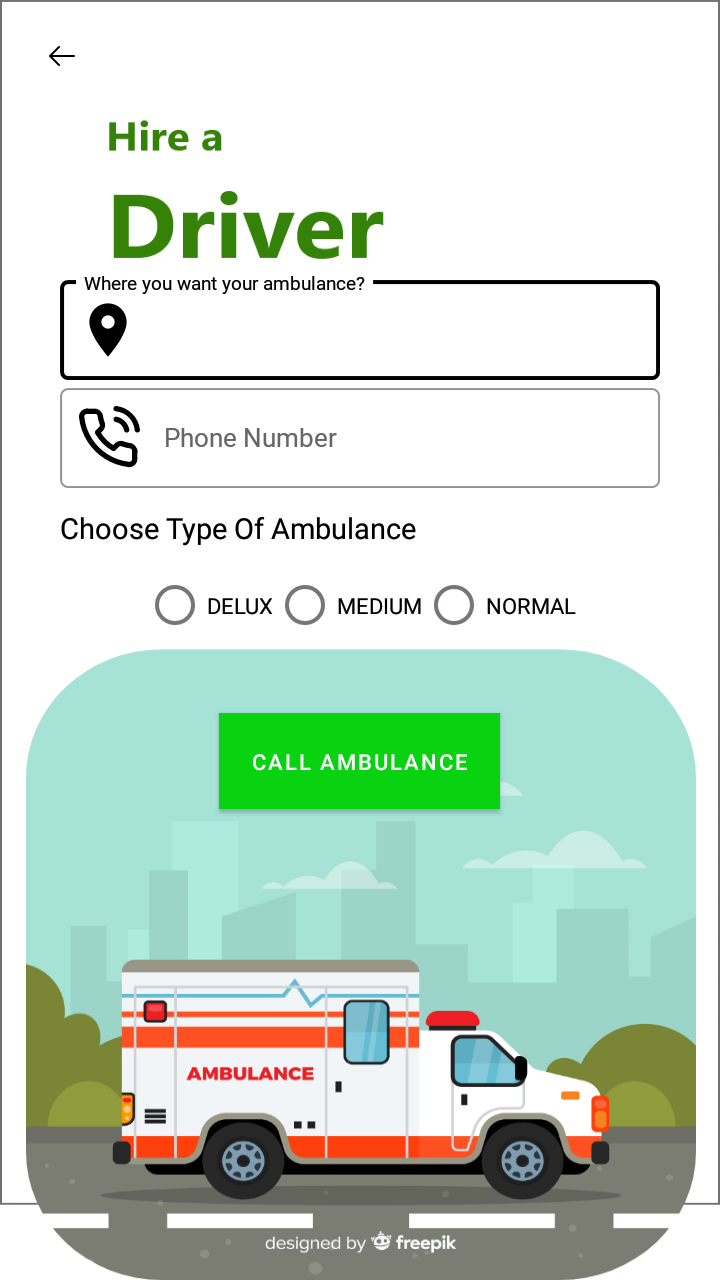 Hire a
Driver
Where you want your ambulance?
Phone Number
Choose Type Of Ambulance
DELUX MEDIUM NORMAL
CALL AMBULANCE
AMBULANCE
designed by freepik